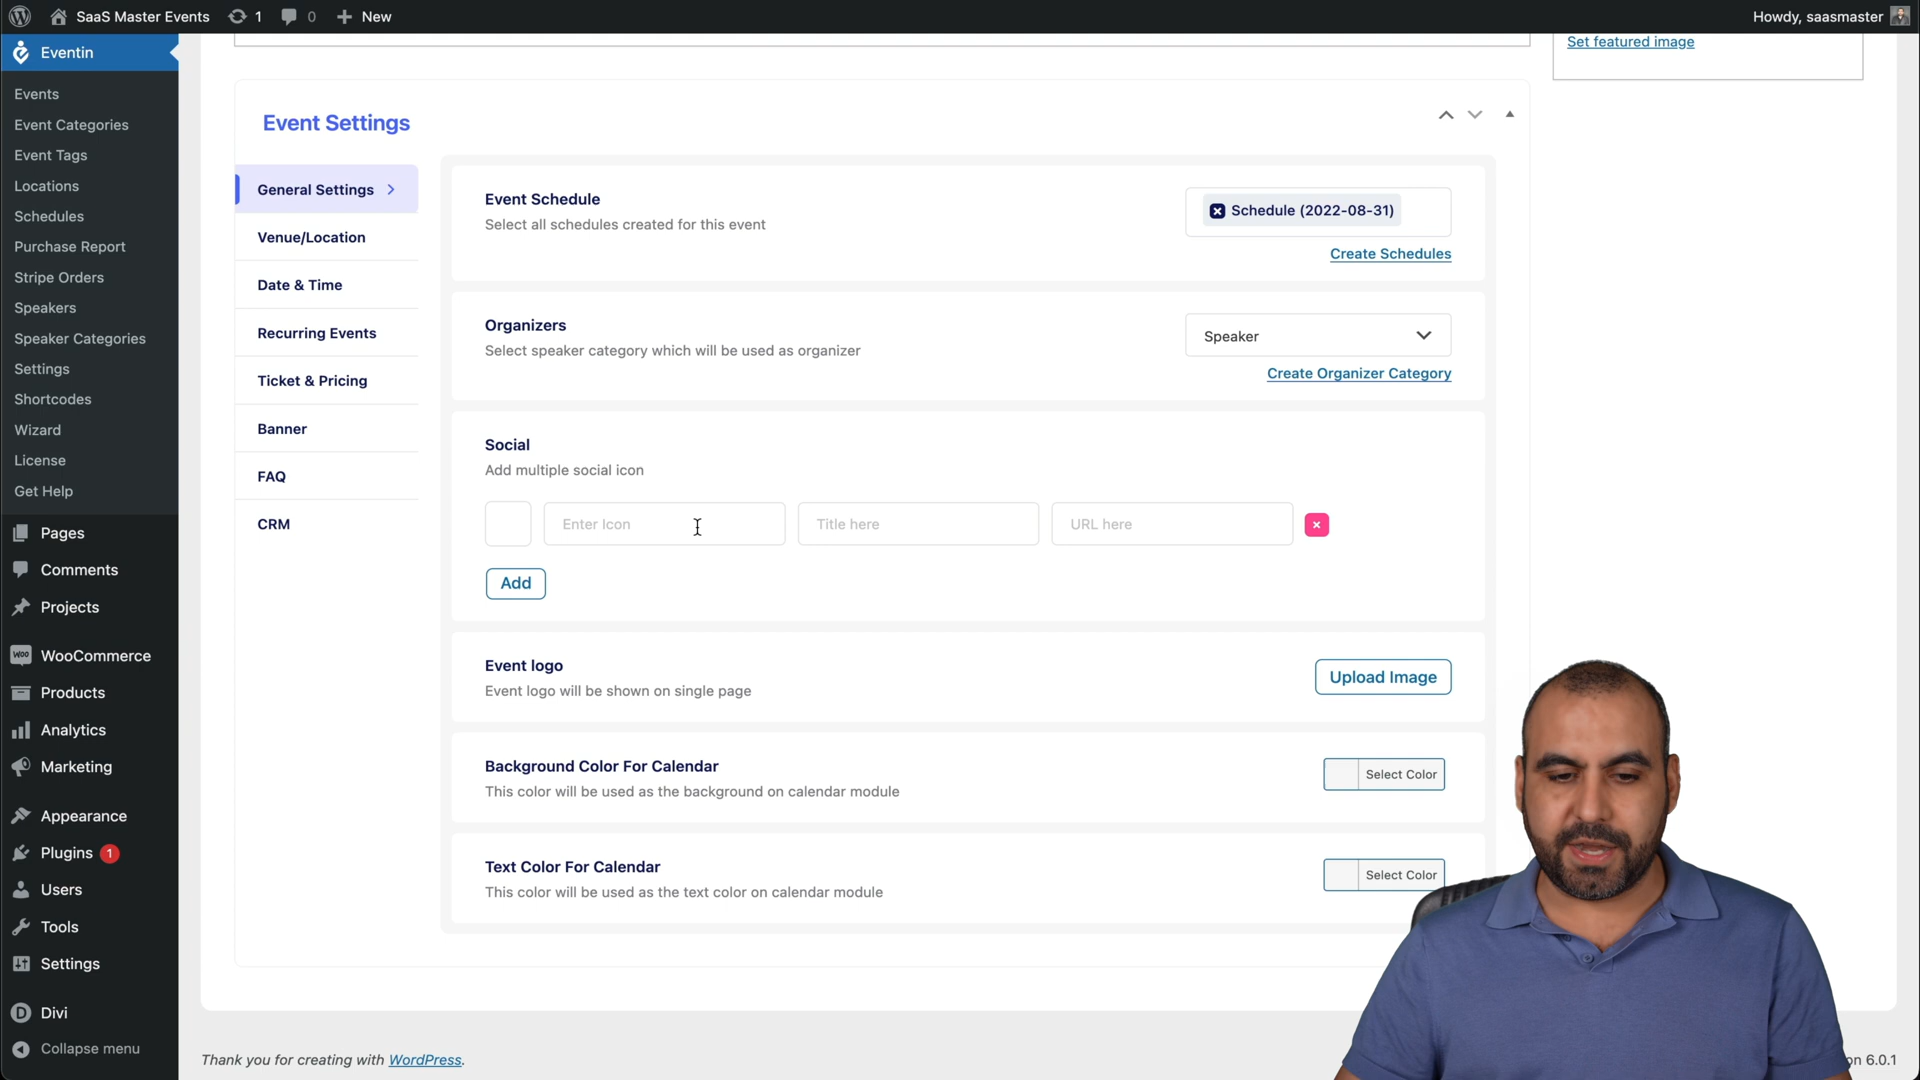 SaaS Master Events
1
0
New
Howdy, saasmaster
Eventin
Events
Event Categories
Event Tags
Locations
Schedules
Purchase Report
Stripe Orders
Speakers
Speaker Categories
Settings
Shortcodes
Wizard
License
Get Help
Pages
Comments
Projects
WooCommerce
Products
Analytics
Marketing
Appearance
Plugins 1
Users
Tools
Settings
Divi
Collapse menu
Set featured image
Event Settings
General Settings
Venue/Location
Date & Time
Recurring Events
Ticket & Pricing
Banner
FAQ
CRM
Event Schedule
Select all schedules created for this event
Schedule (2022-08-31)
Create Schedules
Organizers
Select speaker category which will be used as organizer
Speaker
Create Organizer Category
Social
Add multiple social icon
Enter Icon
Title here
URL here
Add
Event logo
Event logo will be shown on single page
Upload Image
Background Color For Calendar
This color will be used as the background on calendar module
Select Color
Text Color For Calendar
This color will be used as the text color on calendar module
Select Color
Thank you for creating with WordPress.
on 6.0.1